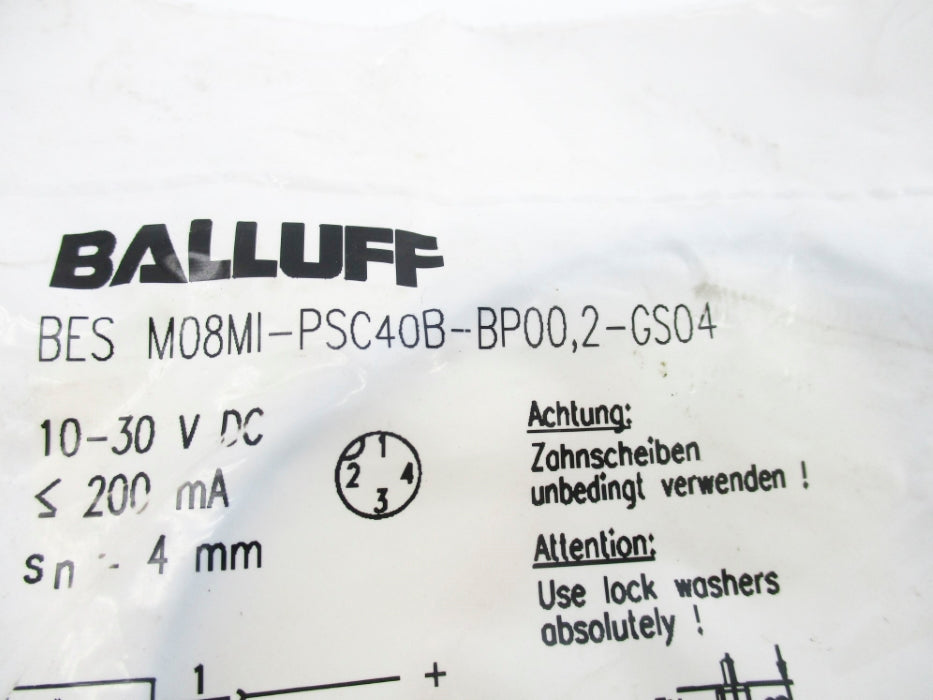 BALLUFF
BES M08MI-PSC40B-BP00,2-GS04
10-30 V DC
≤ 200 mA
sn - 4 mm
1
2 4
3
Achtung:
Zahnscheiben
unbedingt verwenden !
Attention:
Use lock washers
absolutely !
1 +